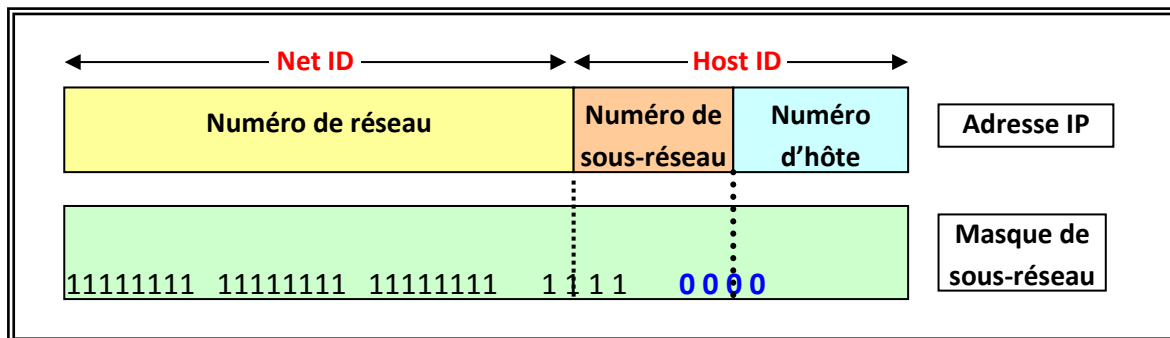 Net ID Host ID
Numéro de réseau
Numéro de
sous-réseau
Numéro
d'hôte
Adresse IP
11111111 11111111 11111111 1 1 1 1 0 0 0 0
Masque de
sous-réseau